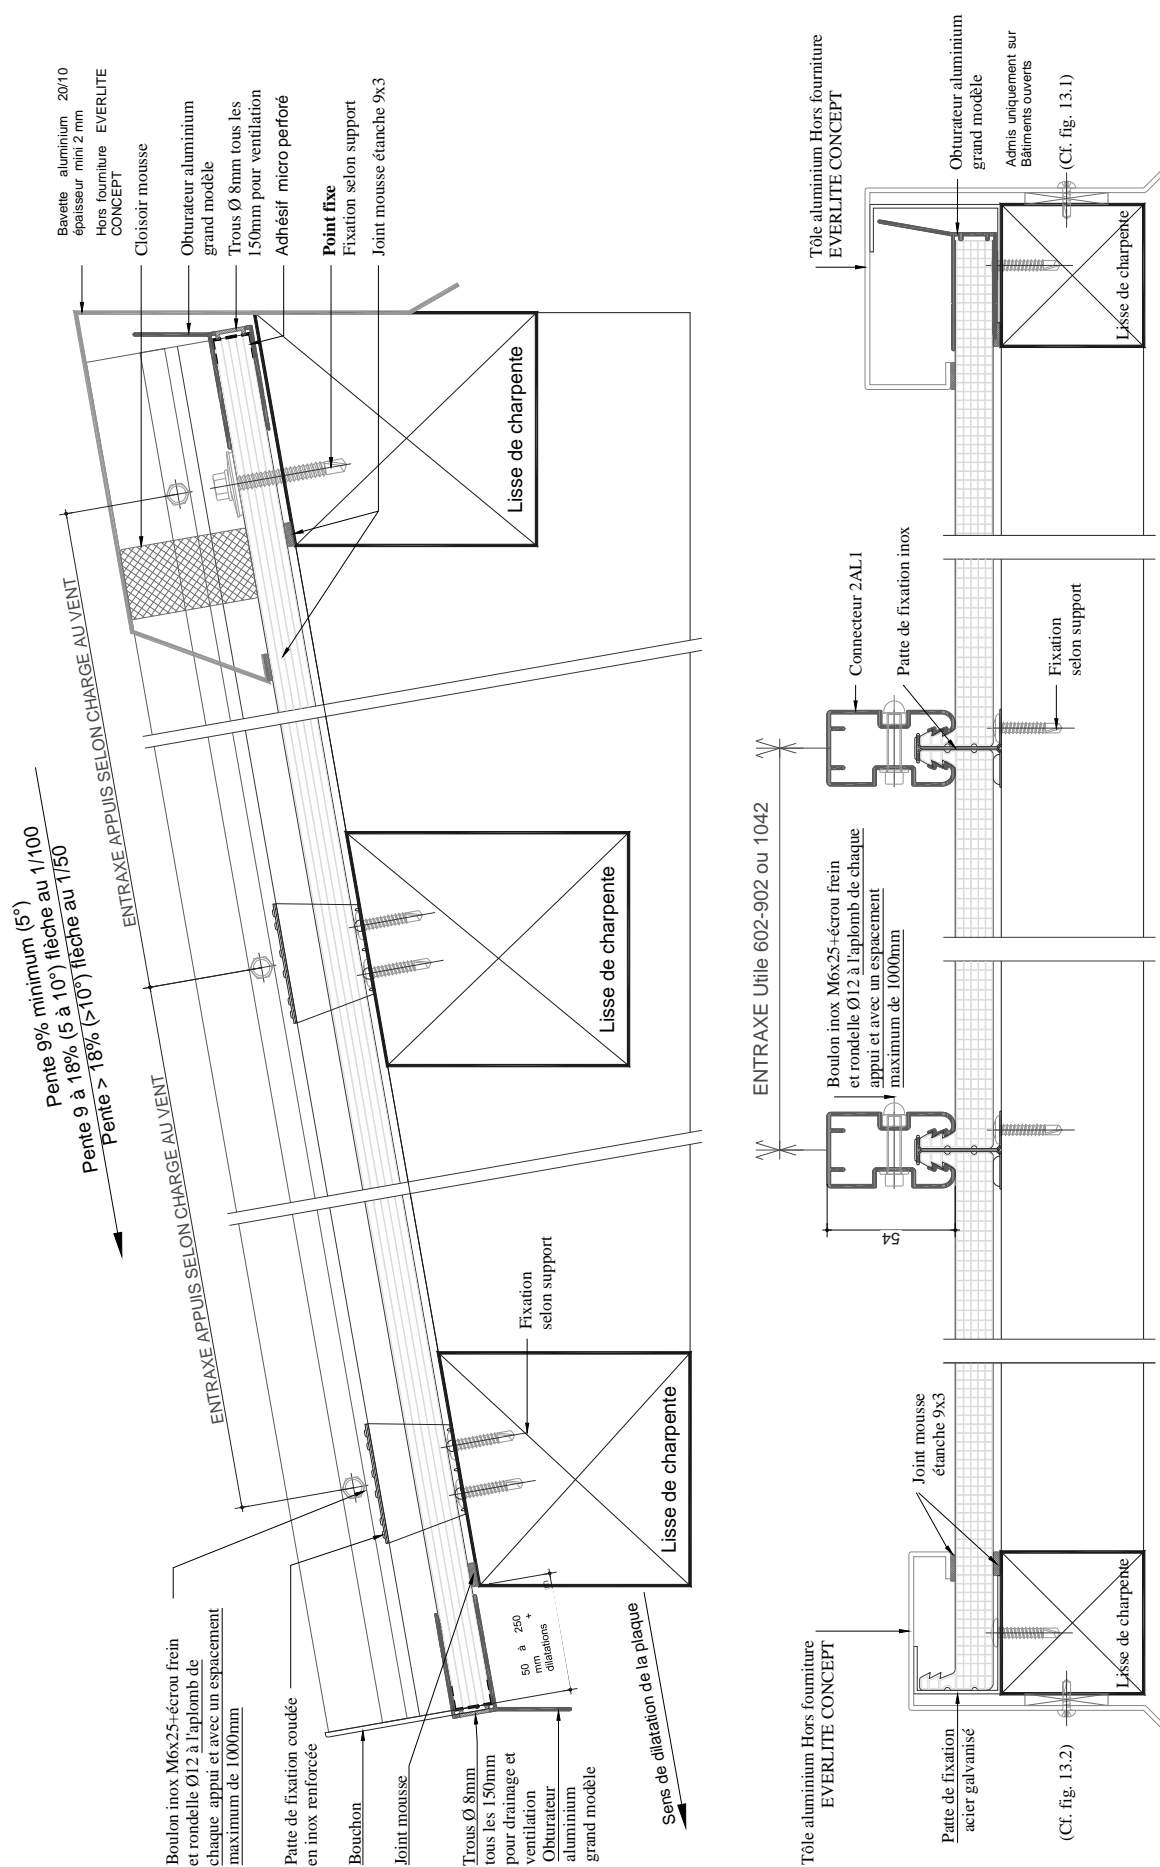 Pente 9% minimum (5°)
Pente 9 à 18% (5 à 10°) flèche au 1/100
Pente > 18% (>10°) flèche au 1/50
ENTRAXE APPUIS SELON CHARGE AU VENT
ENTRAXE APPUIS SELON CHARGE AU VENT
Bavette aluminium 20/10
épaisseur mini 2 mm
Hors fourniture EVERLITE
CONCEPT
Cloisoir mousse
Obturateur aluminium
grand modèle
Trous Ø 8mm tous les
150mm pour ventilation
Adhésif micro perforé
Point fixe
Fixation selon support
Joint mousse étanche 9x3
Lisse de charpente
Lisse de charpente
Lisse de charpente
Fixation
selon support
Boulon inox M6x25+écrou frein
et rondelle Ø12 à l'aplomb de
chaque appui et avec un espacement
maximum de 1000mm
Patte de fixation coudée
en inox renforcée
Bouchon
Joint mousse
Trous Ø 8mm
tous les 150mm
pour drainage et
ventilation
Obturateur
aluminium
grand modèle
50 à 250
mm +
dilatations
Sens de dilatation de la plaque
Tôle aluminium Hors fourniture
EVERLITE CONCEPT
Patte de fixation
acier galvanisé
(Cf. fig. 13.2)
Joint mousse
étanche 9x3
Lisse de charpente
54
ENTRAXE Utile 602-902 ou 1042
Boulon inox M6x25+écrou frein
et rondelle Ø12 à l'aplomb de chaque
appui et avec un espacement
maximum de 1000mm
Connecteur 2AL1
Patte de fixation inox
Fixation
selon support
Tôle aluminium Hors fourniture
EVERLITE CONCEPT
Obturateur aluminium
grand modèle
Admis uniquement sur
Bâtiments ouverts
(Cf. fig. 13.1)
Lisse de charpente